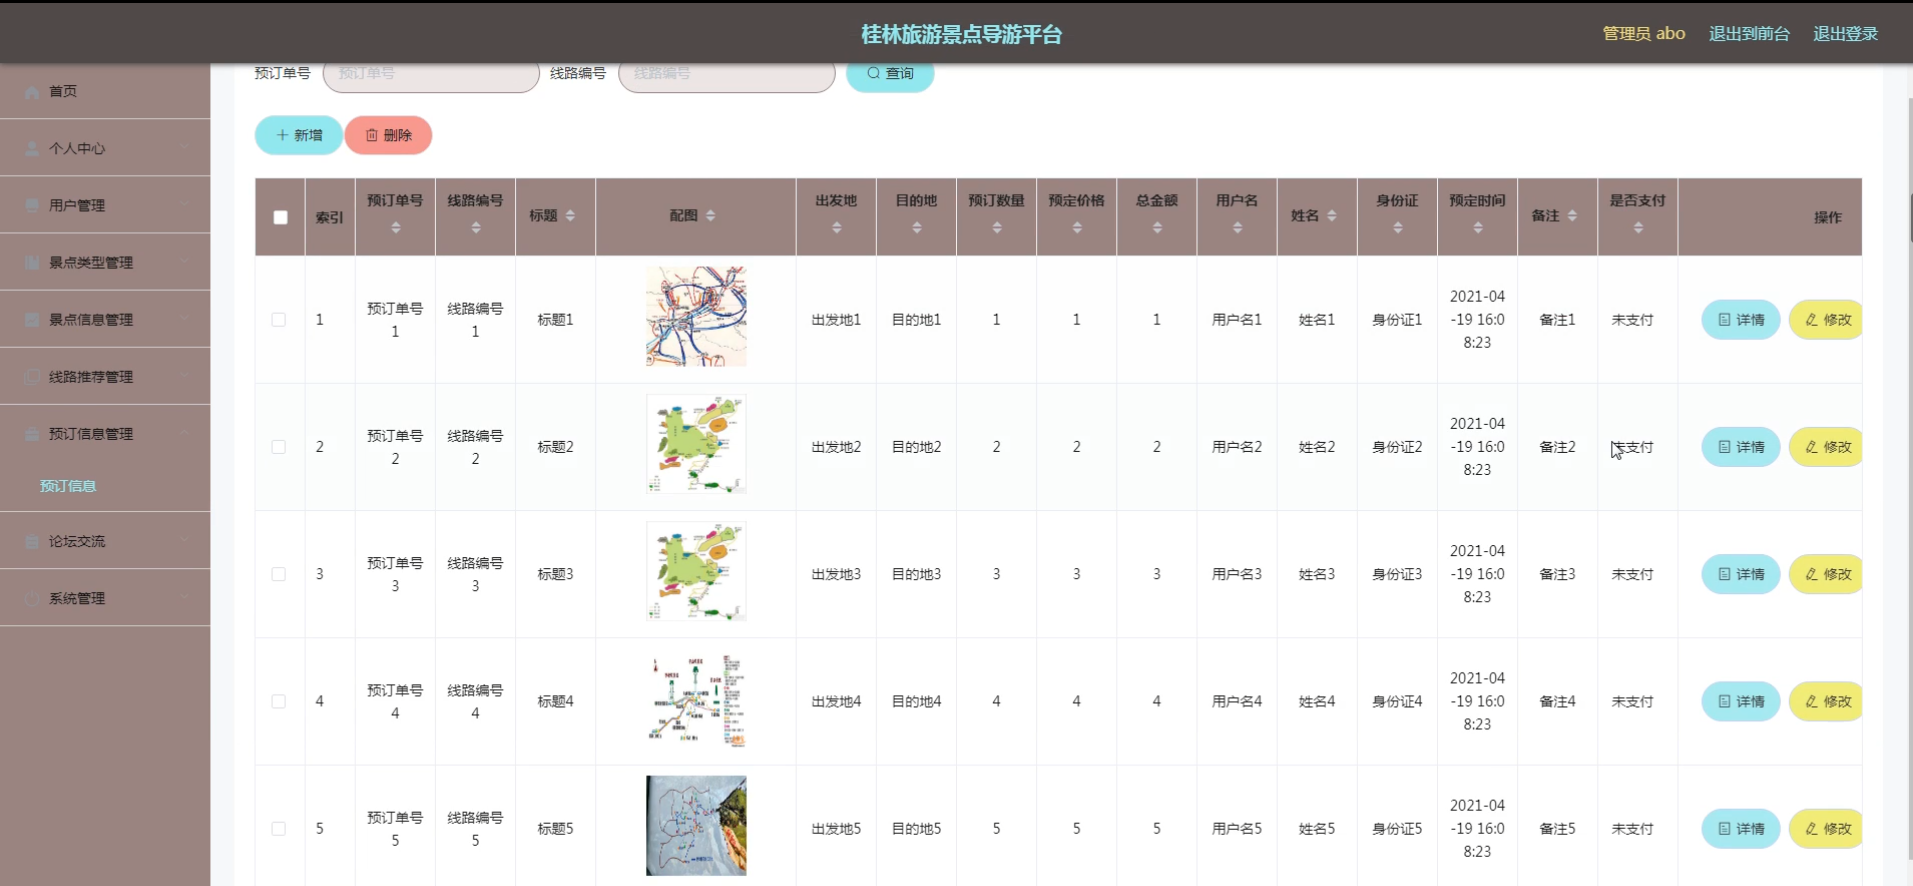 桂林旅游景点导游平台
管理员 abo 退出到前台 退出登录
首页
个人中心
用户管理
景点类型管理
景点信息管理
线路推荐管理
预订信息管理
预订信息
论坛交流
系统管理
预订单号 预订单号 线路编号 线路编号 查询
新增 删除
索引 预订单号 线路编号 标题 配图 出发地 目的地 预订数量 预定价格 总金额 用户名 姓名 身份证 预定时间 备注 是否支付 操作
1 预订单号1 线路编号1 标题1 出发地1 目的地1 1 1 1 用户名1 姓名1 身份证1 2021-04-19 16:08:23 备注1 未支付 详情 修改
2 预订单号2 线路编号2 标题2 出发地2 目的地2 2 2 2 用户名2 姓名2 身份证2 2021-04-19 16:08:23 备注2 未支付 详情 修改
3 预订单号3 线路编号3 标题3 出发地3 目的地3 3 3 3 用户名3 姓名3 身份证3 2021-04-19 16:08:23 备注3 未支付 详情 修改
4 预订单号4 线路编号4 标题4 出发地4 目的地4 4 4 4 用户名4 姓名4 身份证4 2021-04-19 16:08:23 备注4 未支付 详情 修改
5 预订单号5 线路编号5 标题5 出发地5 目的地5 5 5 5 用户名5 姓名5 身份证5 2021-04-19 16:08:23 备注5 未支付 详情 修改